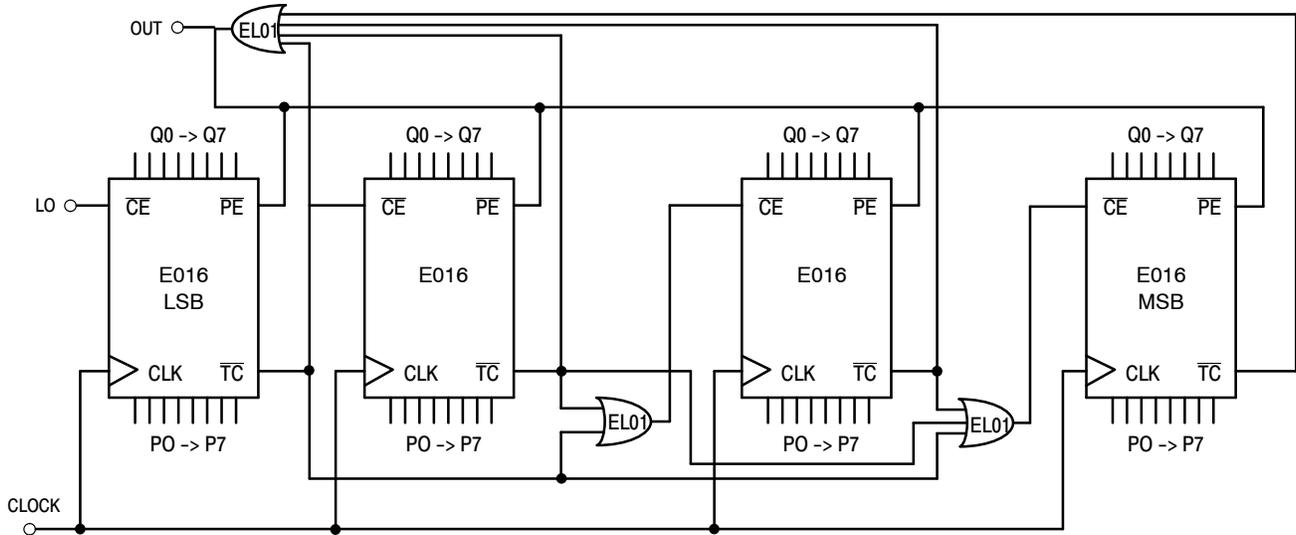 OUT
EL01
Q0 -> Q7
Q0 -> Q7
Q0 -> Q7
Q0 -> Q7
LO
CE PE
CE PE
CE PE
CE PE
E016
LSB
E016
E016
E016
MSB
CLK TC
CLK TC
CLK TC
CLK TC
EL01
EL01
PO -> P7
PO -> P7
PO -> P7
PO -> P7
CLOCK